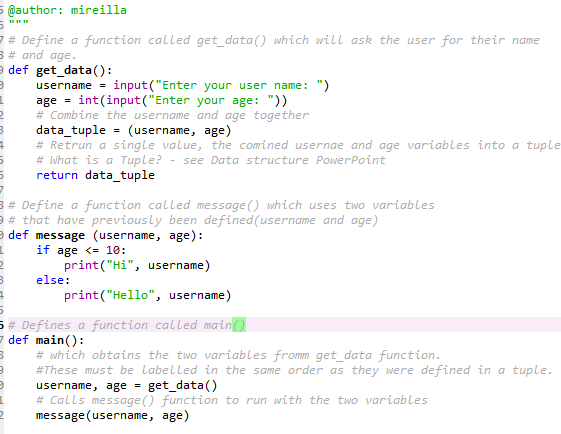 @author: mireilla
"""
# Define a function called get_data() which will ask the user for their name
# and age.
def get_data():
    username = input("Enter your user name: ")
    age = int(input("Enter your age: "))
    # Combine the username and age together
    data_tuple = (username, age)
    # Retrun a single value, the comined usernae and age variables into a tuple
    # What is a Tuple? - see Data structure PowerPoint
    return data_tuple
# Define a function called message() which uses two variables
# that have previously been defined(username and age)
def message (username, age):
    if age <= 10:
        print("Hi", username)
    else:
        print("Hello", username)
# Defines a function called main()
def main():
    # which obtains the two variables fromm get_data function.
    #These must be labelled in the same order as they were defined in a tuple.
    username, age = get_data()
    # Calls message() function to run with the two variables
    message(username, age)